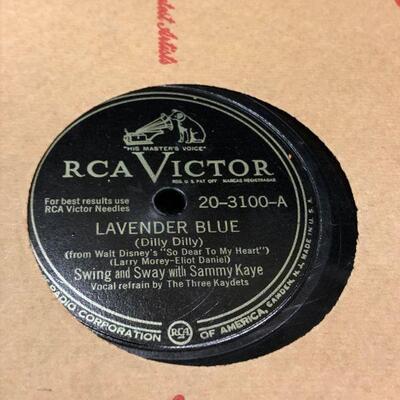 Greatest Artists
"HIS MASTER'S VOICE"
RCA VICTOR
REG. U.S. PAT. OFF. MARCAS REGISTRADAS
For best results use
RCA Victor Needles
20-3100-A
LAVENDER BLUE
(Dilly Dilly)
(from Walt Disney's "So Dear To My Heart")
(Larry Morey-Eliot Daniel)
Swing and Sway with Sammy Kaye
Vocal refrain by The Three Kaydets
RADIO CORPORATION OF AMERICA, CAMDEN, N.J. MADE IN U.S.A.
RCA